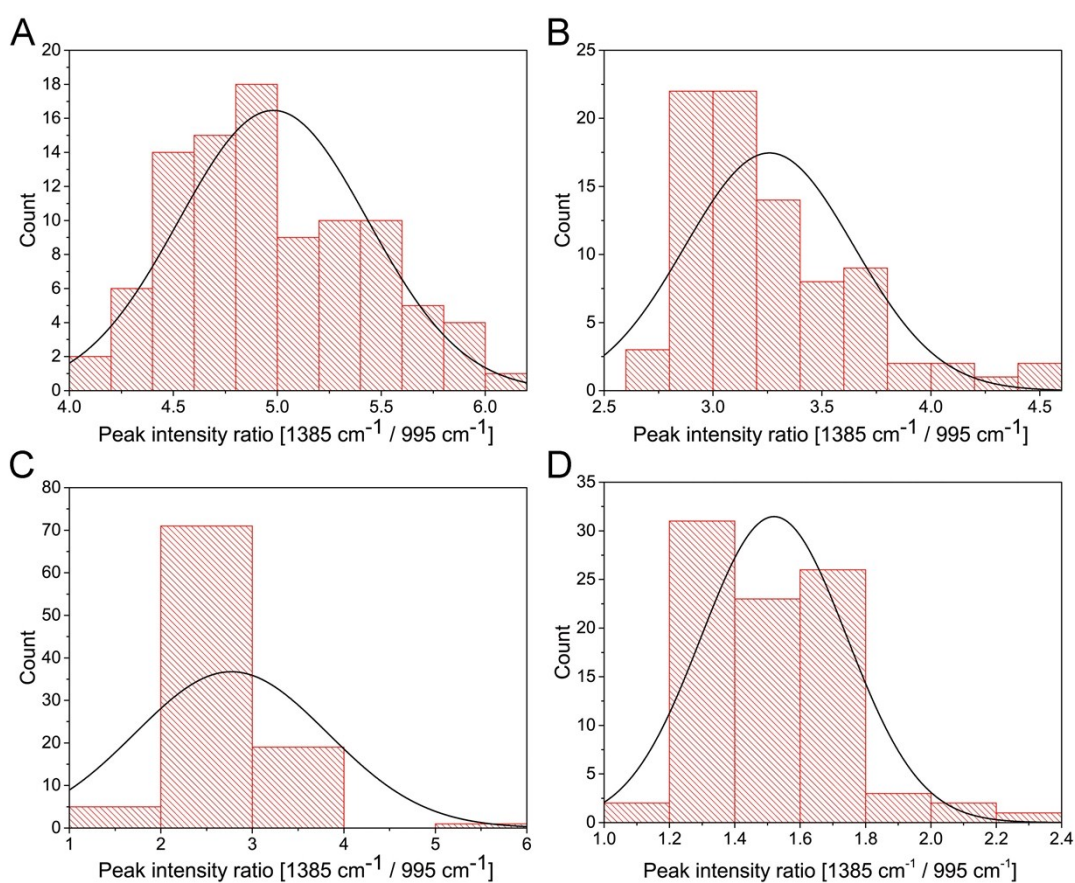 A
20
18
16
14
12
10
8
6
4
2
0
Count
4.0 4.5 5.0 5.5 6.0
Peak intensity ratio [1385 cm⁻¹ / 995 cm⁻¹]
B
25
20
15
10
5
0
Count
2.5 3.0 3.5 4.0 4.5
Peak intensity ratio [1385 cm⁻¹ / 995 cm⁻¹]
C
80
70
60
50
40
30
20
10
0
Count
1 2 3 4 5 6
Peak intensity ratio [1385 cm⁻¹ / 995 cm⁻¹]
D
35
30
25
20
15
10
5
0
Count
1.0 1.2 1.4 1.6 1.8 2.0 2.2 2.4
Peak intensity ratio [1385 cm⁻¹ / 995 cm⁻¹]